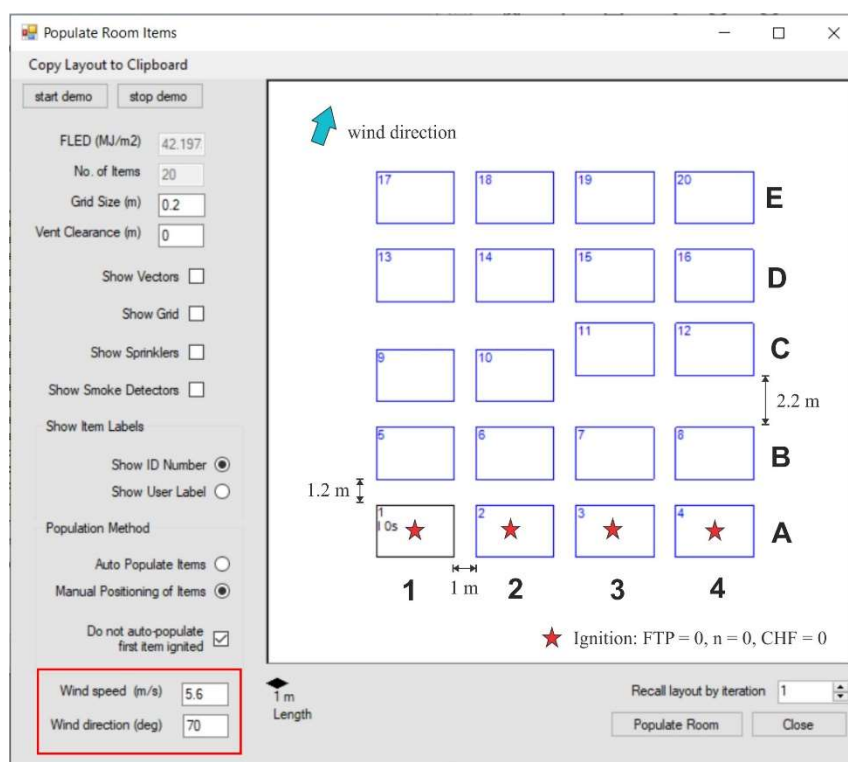 Populate Room Items
Copy Layout to Clipboard
start demo stop demo
FLED (MJ/m2) 42.197
No. of Items 20
Grid Size (m) 0.2
Vent Clearance (m) 0
Show Vectors
Show Grid
Show Sprinklers
Show Smoke Detectors
Show Item Labels
Show ID Number
Show User Label
Population Method
Auto Populate Items
Manual Positioning of Items
Do not auto-populate
first item ignited
Wind speed (m/s) 5.6
Wind direction (deg) 70
wind direction
17 18 19 20 E
13 14 15 16 D
11 12 C
9 10
2.2 m
5 6 7 8 B
1.2 m
1 2 3 4 A
I 0s
1 1 m 2 3 4
Ignition: FTP = 0, n = 0, CHF = 0
1 m
Length
Recall layout by iteration 1
Populate Room Close